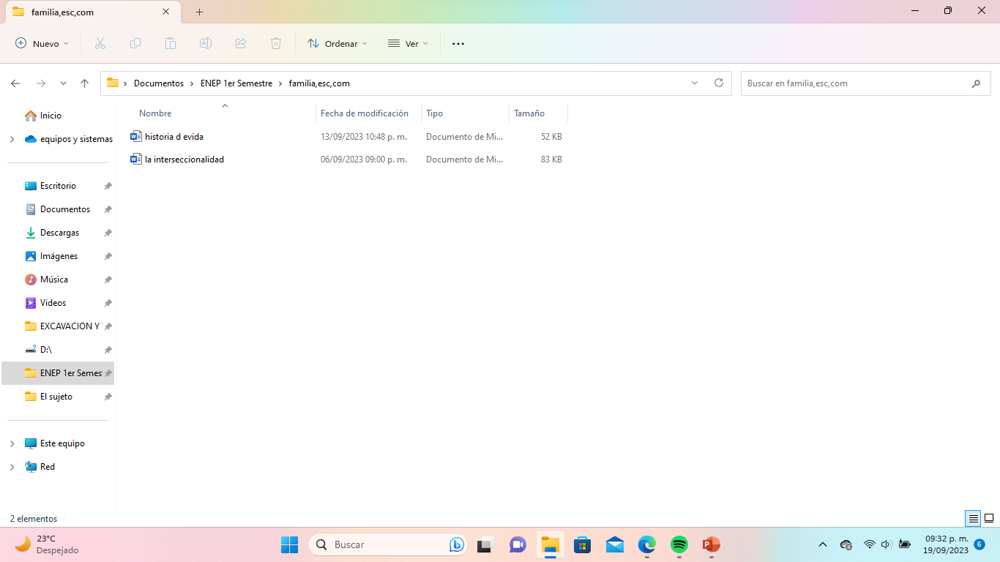 familia,esc,com
Nuevo
Ordenar
Ver
Documentos > ENEP 1er Semestre > familia,esc,com
Buscar en familia,esc,com
Inicio
equipos y sistemas
Escritorio
Documentos
Descargas
Imágenes
Música
Videos
EXCAVACION Y
D:\
ENEP 1er Semes
El sujeto
Este equipo
Red
Nombre Fecha de modificación Tipo Tamaño
historia d evida 13/09/2023 10:48 p. m. Documento de Mi... 52 KB
la interseccionalidad 06/09/2023 09:00 p. m. Documento de Mi... 83 KB
2 elementos
23°C
Despejado
Buscar
09:32 p. m.
19/09/2023
6